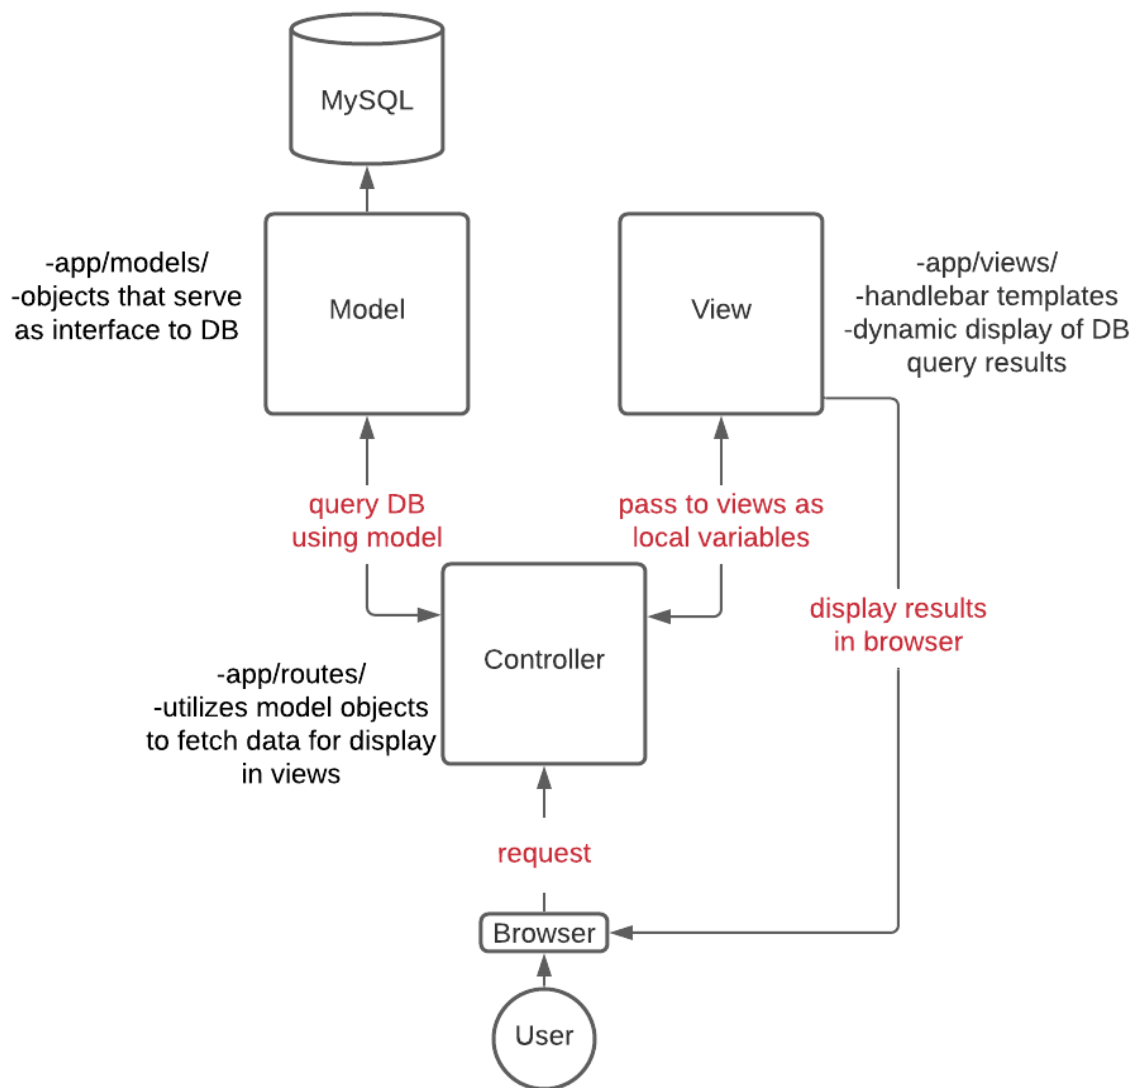 MySQL
-app/models/
-objects that serve
as interface to DB
Model
View
-app/views/
-handlebar templates
-dynamic display of DB
query results
query DB
using model
pass to views as
local variables
display results
in browser
Controller
-app/routes/
-utilizes model objects
to fetch data for display
in views
request
Browser
User